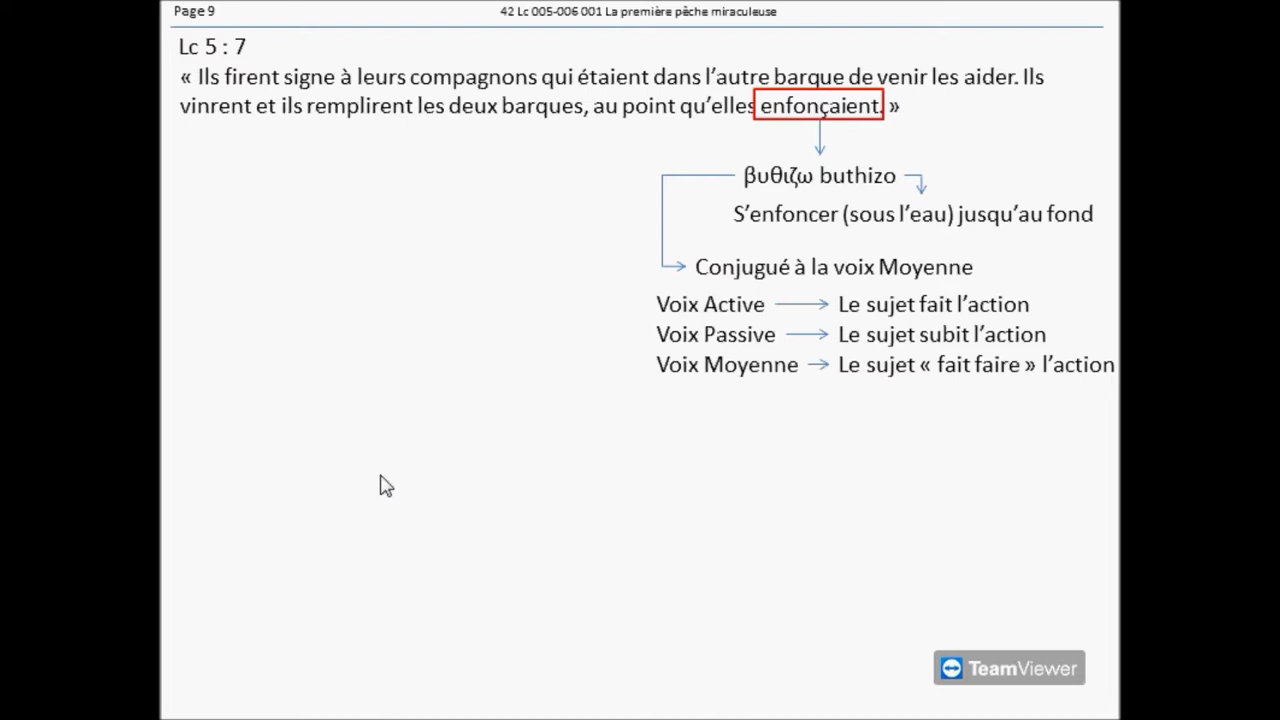 Page 9
42 Lc 005-006 001 La première pêche miraculeuse
Lc 5 : 7
« Ils firent signe à leurs compagnons qui étaient dans l’autre barque de venir les aider. Ils
vinrent et ils remplirent les deux barques, au point qu’elles enfonçaient. »
βυθιζω buthizo
S’enfoncer (sous l’eau) jusqu’au fond
Conjugué à la voix Moyenne
Voix Active Le sujet fait l’action
Voix Passive Le sujet subit l’action
Voix Moyenne Le sujet « fait faire » l’action
TeamViewer